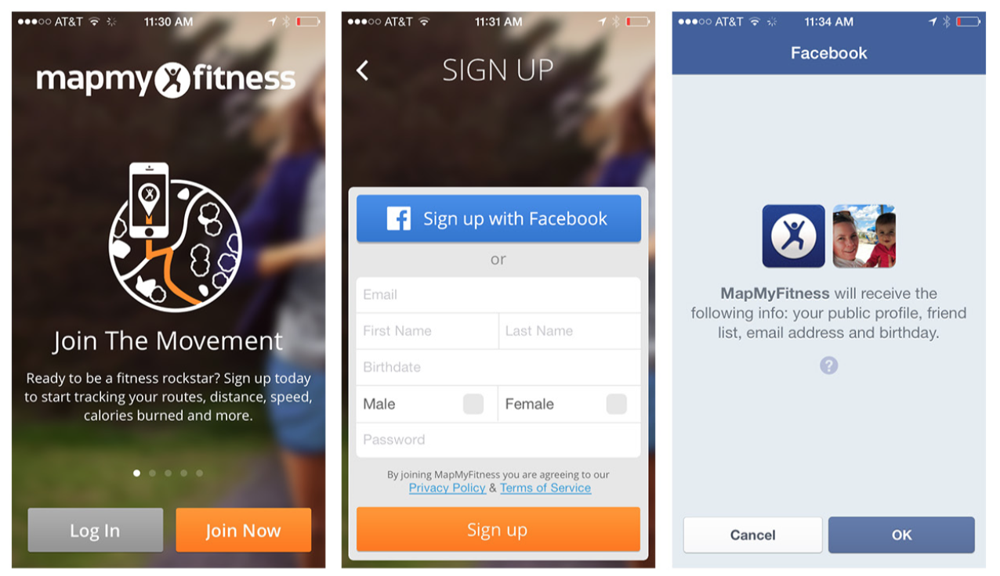 AT&T 11:30 AM
mapmy fitness
Join The Movement
Ready to be a fitness rockstar? Sign up today
to start tracking your routes, distance, speed,
calories burned and more.
Log In
Join Now
AT&T 11:31 AM
SIGN UP
f Sign up with Facebook
or
Email
First Name
Last Name
Birthdate
Male
Female
Password
By joining MapMyFitness you are agreeing to our
Privacy Policy & Terms of Service
Sign up
AT&T 11:34 AM
Facebook
MapMyFitness will receive the
following info: your public profile, friend
list, email address and birthday.
?
Cancel
OK